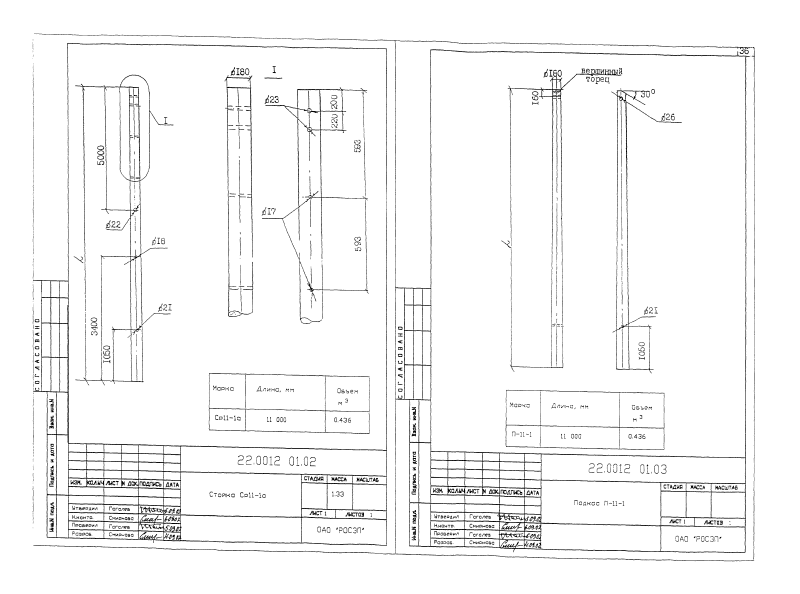 36
ø180
I
ø23
200
220
593
593
ø17
I
5000
ø22
ø18
ø21
3400
1050
L
Марка Длина, мм Объем м³
Со11-1а 11 000 0.436
22.0012 01.02
Стойка Со11-1а
СТАДИЯ МАССА МАСШТАБ
1:33
ЛИСТ 1 ЛИСТОВ 1
ОАО "РОСЭП"
ИЗМ. КОЛ.УЧ ЛИСТ № ДОК. ПОДПИСЬ ДАТА
Утвердил Гоголев
Н.контр. Смирнова
Проверил Гоголев
Разраб. Смирнова
СОГЛАСОВАНО
Взам. инв.№
Подпись и дата
Инв.№ подл.
ø160
вершинный
торец
160
30°
ø26
L
ø21
1050
Марка Длина, мм Объем м³
П-11-1 11 000 0.436
22.0012 01.03
Подкос П-11-1
СТАДИЯ МАССА МАСШТАБ
ЛИСТ 1 ЛИСТОВ 1
ОАО "РОСЭП"
ИЗМ. КОЛ.УЧ ЛИСТ № ДОК. ПОДПИСЬ ДАТА
Утвердил Гоголев
Н.контр. Смирнова
Проверил Гоголев
Разраб. Смирнова
СОГЛАСОВАНО
Взам. инв.№
Подпись и дата
Инв.№ подл.